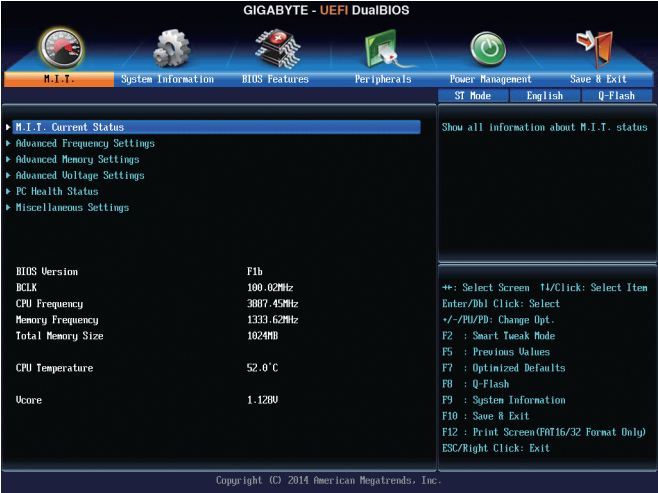 GIGABYTE - UEFI DualBIOS
M.I.T. System Information BIOS Features Peripherals Power Management Save & Exit
ST Mode English Q-Flash
M.I.T. Current Status
Advanced Frequency Settings
Advanced Memory Settings
Advanced Voltage Settings
PC Health Status
Miscellaneous Settings
BIOS Version F1b
BCLK 100.02MHz
CPU Frequency 3887.45MHz
Memory Frequency 1333.62MHz
Total Memory Size 1024MB
CPU Temperature 52.0°C
Vcore 1.128V
Show all information about M.I.T. status
→←: Select Screen ↑↓/Click: Select Item
Enter/Dbl Click: Select
+/-/PU/PD: Change Opt.
F2 : Smart Tweak Mode
F5 : Previous Values
F7 : Optimized Defaults
F8 : Q-Flash
F9 : System Information
F10 : Save & Exit
F12 : Print Screen(FAT16/32 Format Only)
ESC/Right Click: Exit
Copyright (C) 2014 American Megatrends, Inc.